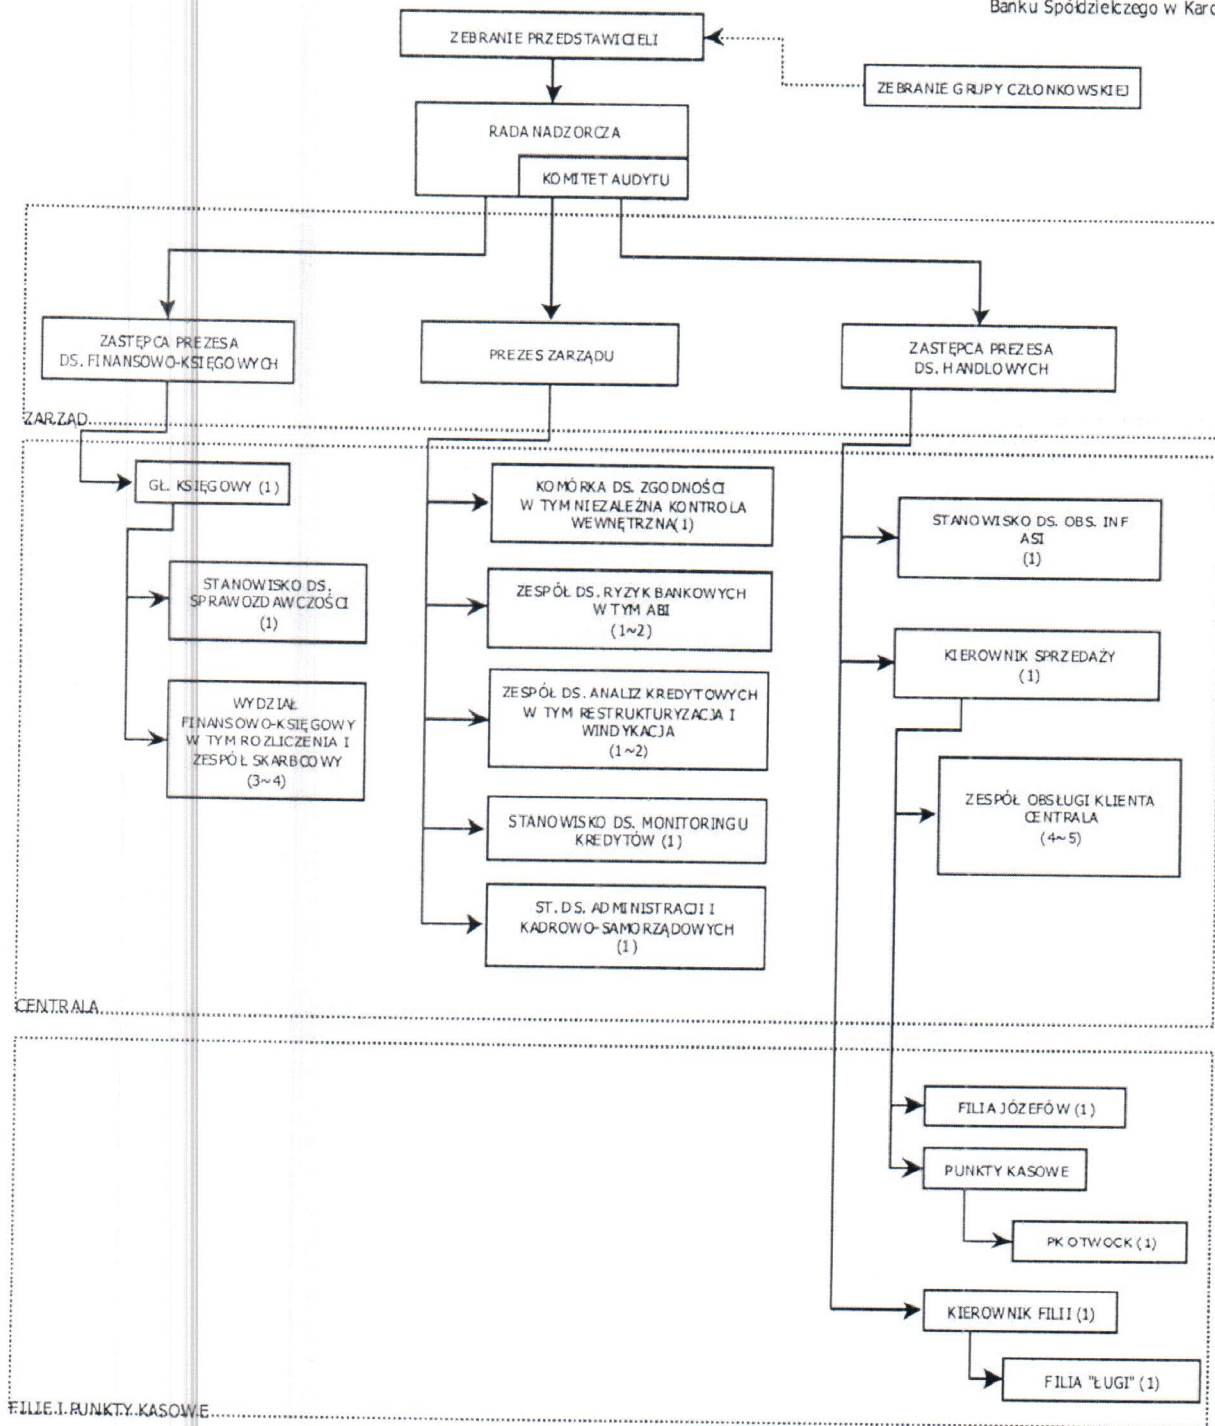 Banku Spółdzielczego w
ZEBRANIE PRZEDSTAWICIELI
ZEBRANIE GRUPY CZŁONKOWSKIEJ
RADA NADZORCZA
KOMITET AUDYTU
ZASTĘPCA PREZESA
DS. FINANSOWO-KSIĘGOWYCH
PREZES ZARZĄDU
ZASTĘPCA PREZESA
DS. HANDLOWYCH
ZARZĄD
GŁ. KSIĘGOWY (1)
STANOWISKO DS.
SPRAWOZDAWCZOŚCI
(1)
WYDZIAŁ
FINANSOWO-KSIĘGOWY
W TYM ROZLICZENIA I
ZESPÓŁ SKARBCOWY
(3~4)
KOMÓRKA DS. ZGODNOŚCI
W TYM NIEZALEŻNA KONTROLA
WEWNĘTRZNA(1)
ZESPÓŁ DS. RYZYK BANKOWYCH
W TYM ABI
(1~2)
ZESPÓŁ DS. ANALIZ KREDYTOWYCH
W TYM RESTRUKTURYZACJA I
WINDYKACJA
(1~2)
STANOWISKO DS. MONITORINGU
KREDYTÓW (1)
ST. DS. ADMINISTRACJI I
KADROWO-SAMORZĄDOWYCH
(1)
STANOWISKO DS. OBS. INF
ASI
(1)
KIEROWNIK SPRZEDAŻY
(1)
ZESPÓŁ OBSŁUGI KLIENTA
CENTRALA
(4~5)
CENTRALA
FILIA JÓZEFÓW (1)
PUNKTY KASOWE
PK OTWOCK (1)
KIEROWNIK FILII (1)
FILIA "ŁUGI" (1)
FILIE I PUNKTY KASOWE